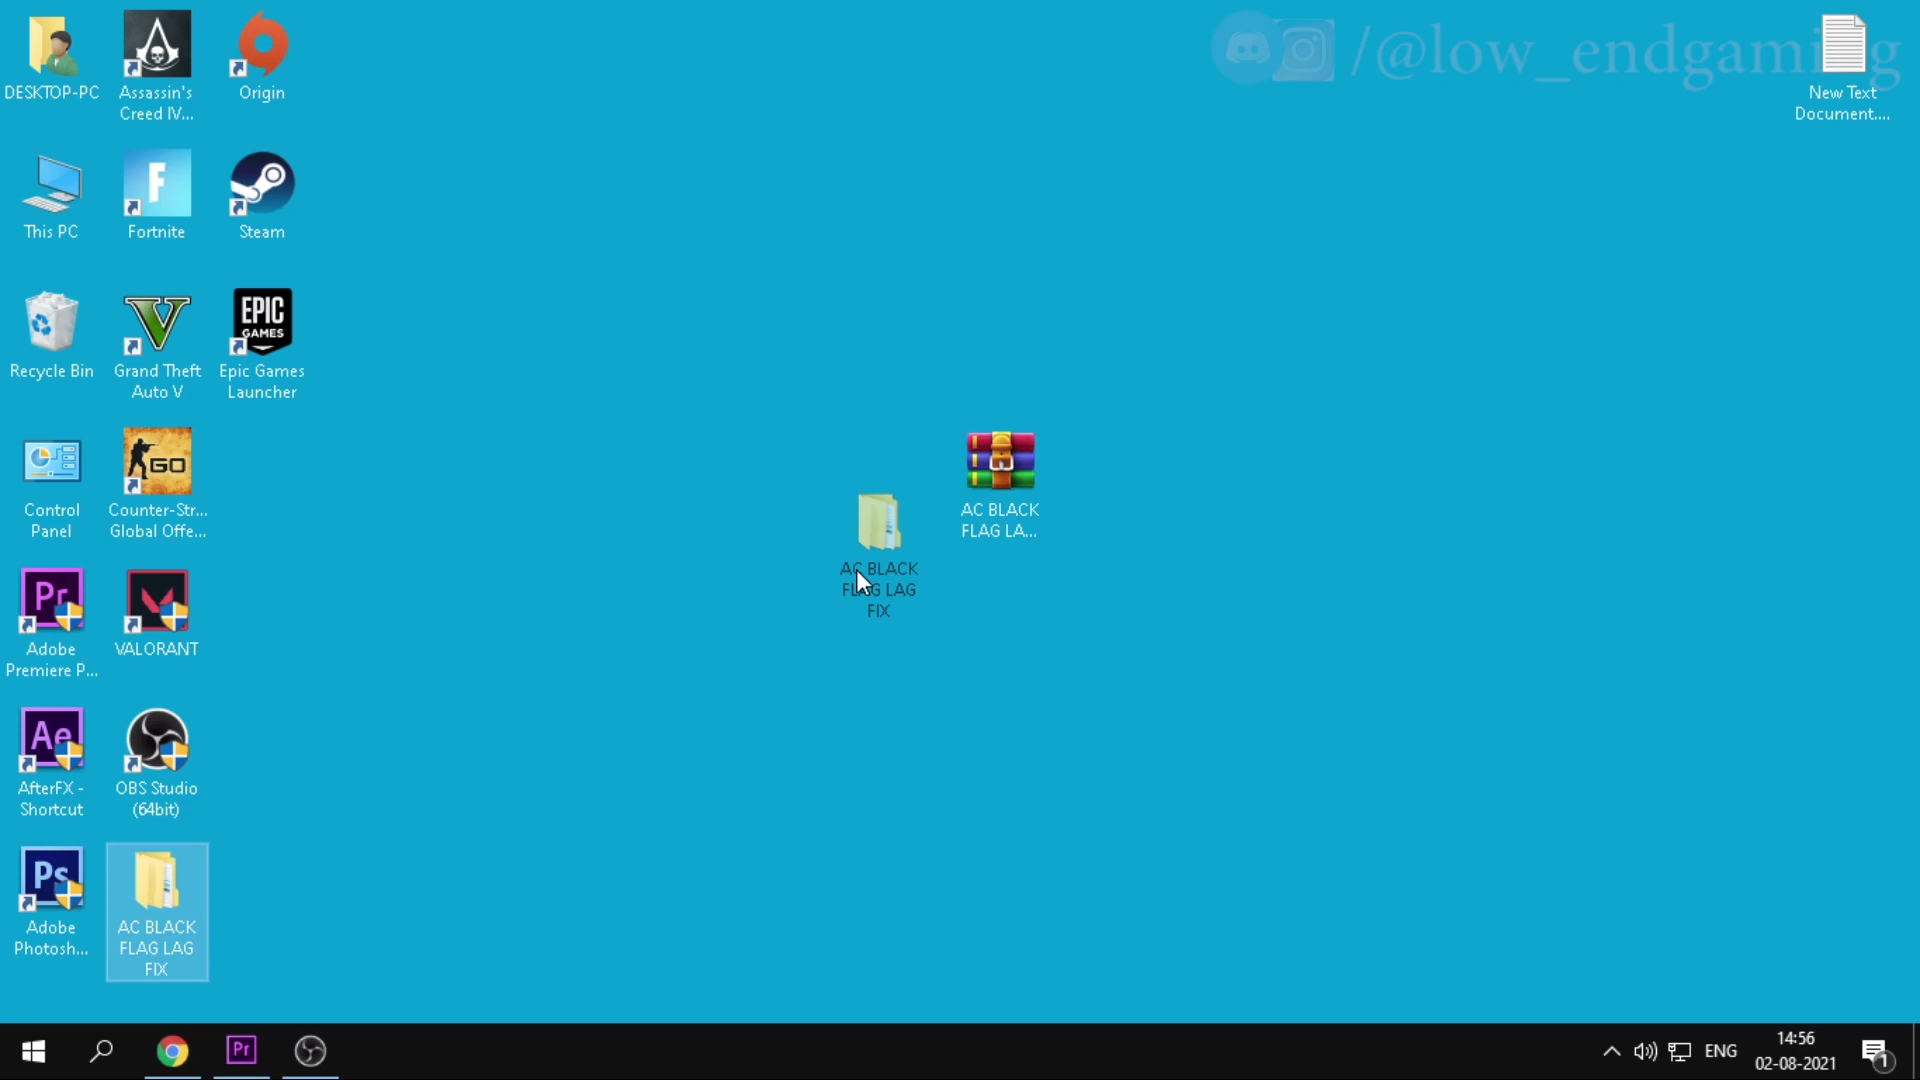 DESKTOP-PC
Assassin's
Creed IV...
Origin
/@low_endgaming
New Text
Document....
This PC
F
Fortnite
Steam
Recycle Bin
V
Grand Theft
Auto V
EPIC
GAMES
Epic Games
Launcher
Control
Panel
GO
Counter-Str...
Global Offe...
AC BLACK
FLAG LA...
AC BLACK
FLAG LAG
FIX
Pr
Adobe
Premiere P...
VALORANT
Ae
AfterFX -
Shortcut
OBS Studio
(64bit)
Ps
Adobe
Photosh...
AC BLACK
FLAG LAG
FIX
Pr
ENG
14:56
02-08-2021
1